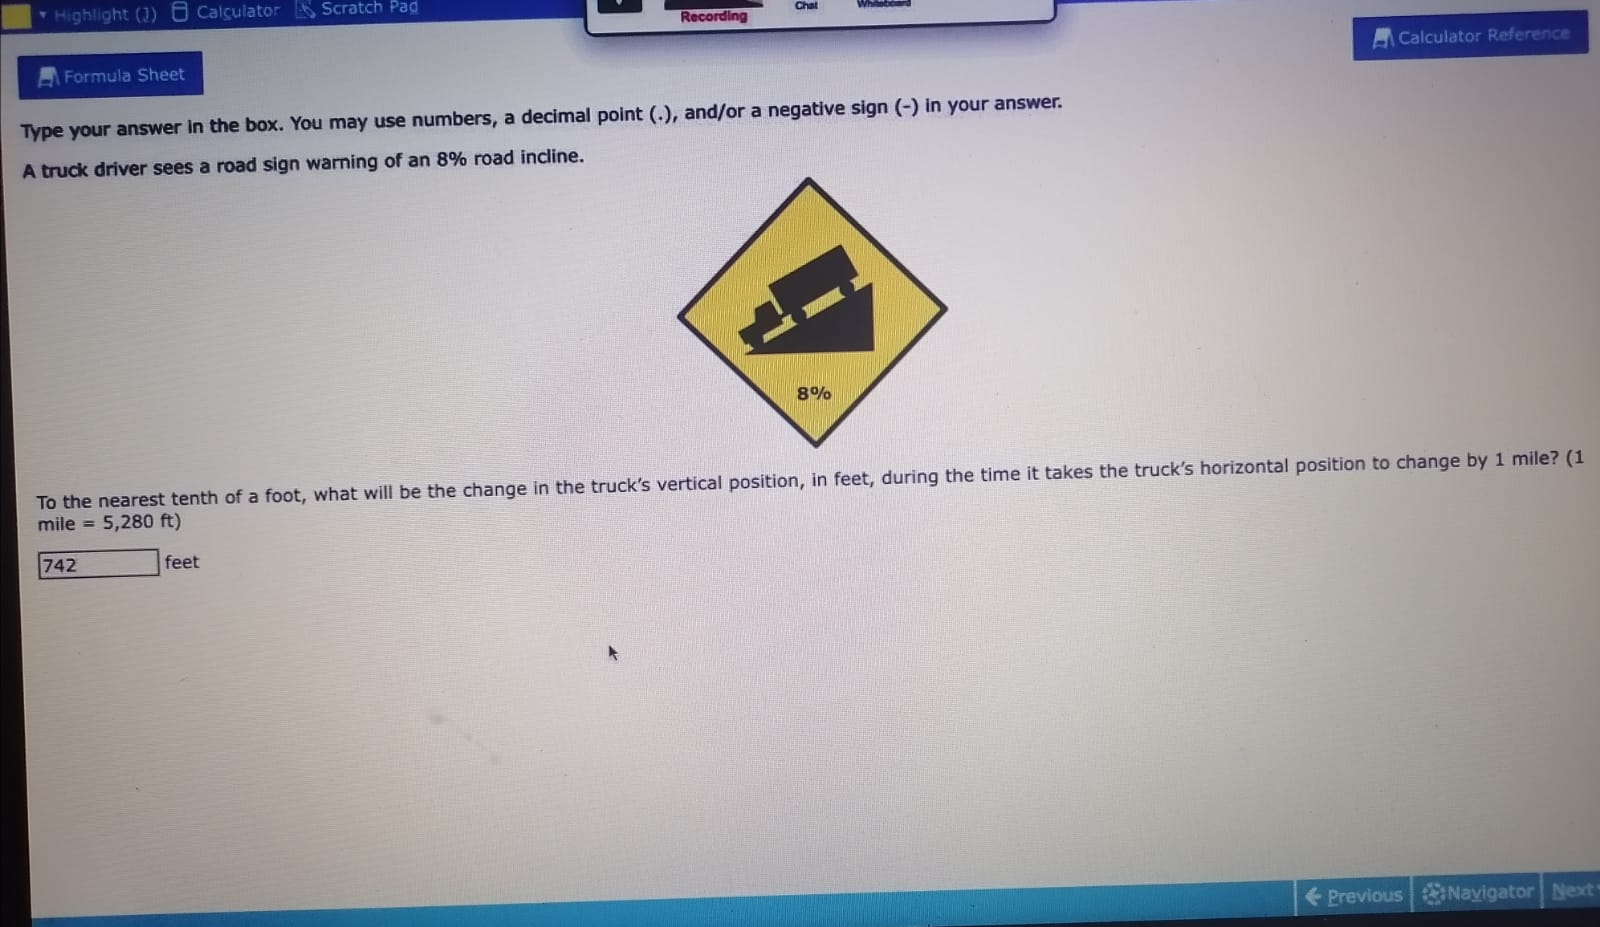 Highlight (J) Calculator Scratch Pad
Recording
Chat
Whiteboard
Calculator Reference
Formula Sheet
Type your answer in the box. You may use numbers, a decimal point (.), and/or a negative sign (-) in your answer.
A truck driver sees a road sign warning of an 8% road incline.
8%
To the nearest tenth of a foot, what will be the change in the truck's vertical position, in feet, during the time it takes the truck's horizontal position to change by 1 mile? (1
mile = 5,280 ft)
742 feet
Previous Navigator Next